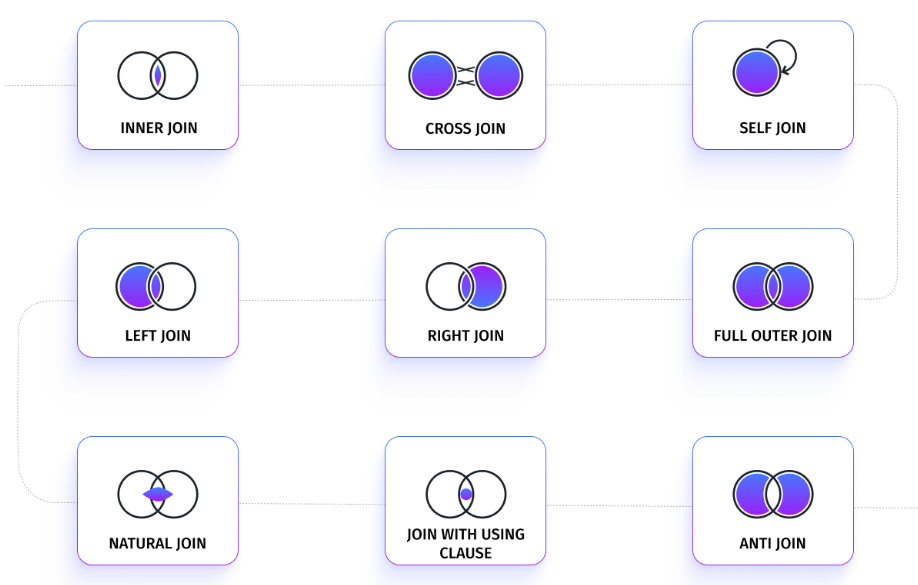 INNER JOIN
CROSS JOIN
SELF JOIN
LEFT JOIN
RIGHT JOIN
FULL OUTER JOIN
NATURAL JOIN
JOIN WITH USING
CLAUSE
ANTI JOIN